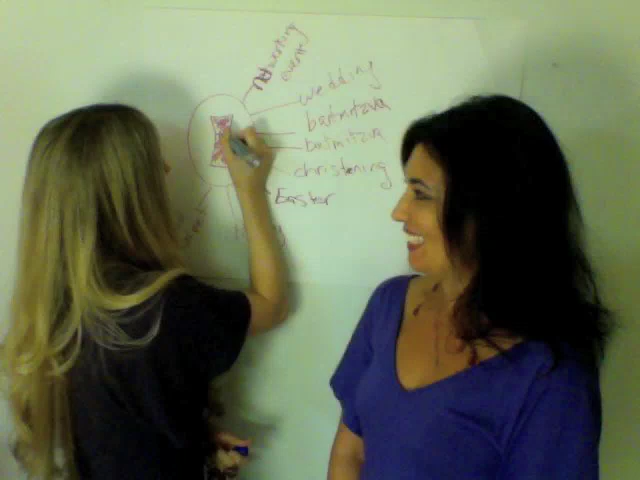 Networking
event
wedding
barmitzva
batmitzva
christening
Easter